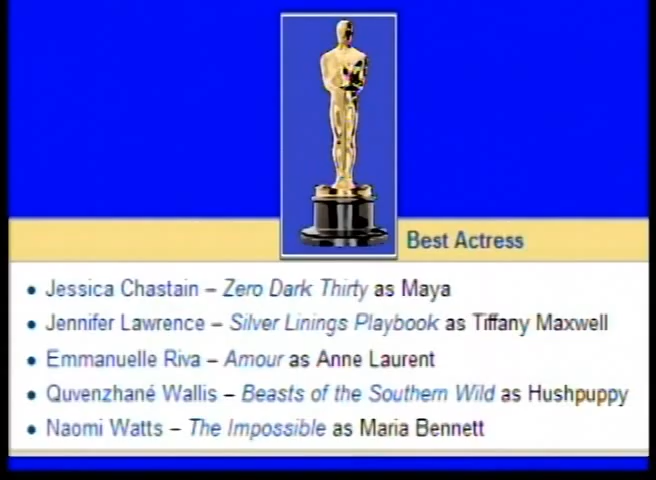 Best Actress
• Jessica Chastain – Zero Dark Thirty as Maya
• Jennifer Lawrence – Silver Linings Playbook as Tiffany Maxwell
• Emmanuelle Riva – Amour as Anne Laurent
• Quvenzhané Wallis – Beasts of the Southern Wild as Hushpuppy
• Naomi Watts – The Impossible as Maria Bennett